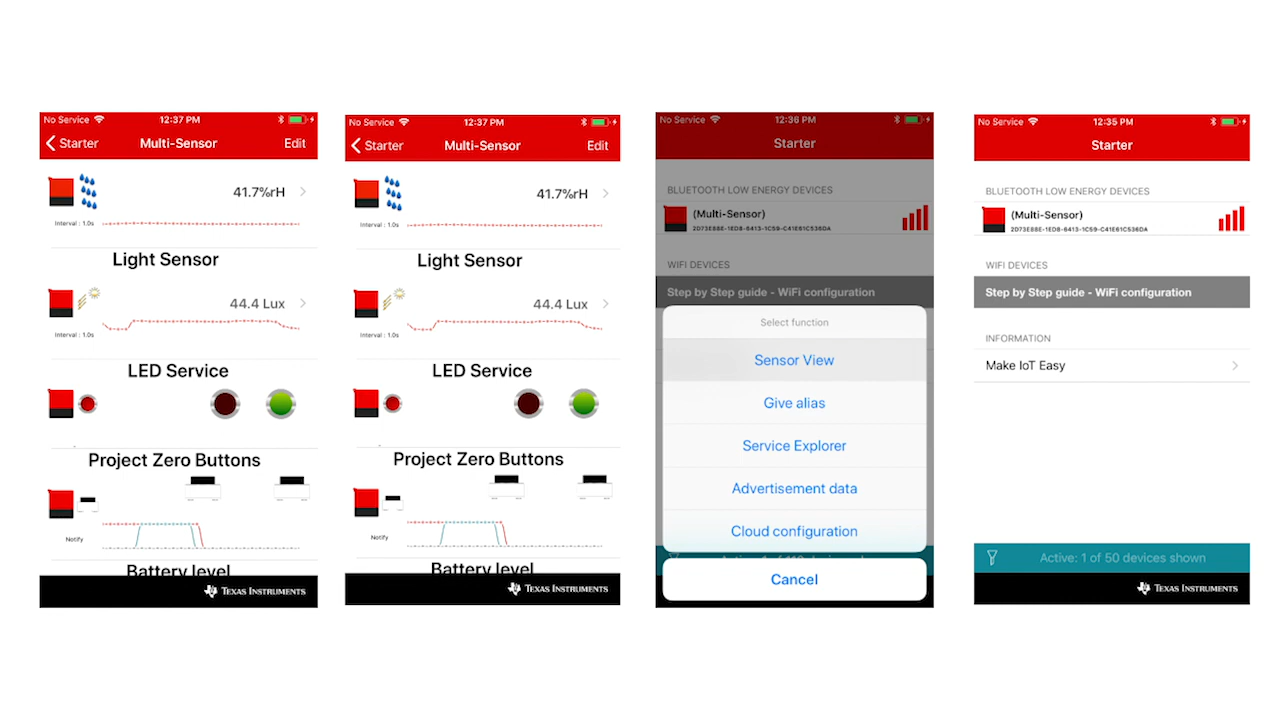 No Service 12:37 PM
Starter Multi-Sensor Edit
41.7%rH
Interval : 1.0s
Light Sensor
44.4 Lux
Interval : 1.0s
LED Service
Project Zero Buttons
Notify
Battery level
TEXAS INSTRUMENTS
No Service 12:37 PM
Starter Multi-Sensor Edit
41.7%rH
Interval : 1.0s
Light Sensor
44.4 Lux
Interval : 1.0s
LED Service
Project Zero Buttons
Notify
Battery level
TEXAS INSTRUMENTS
No Service 12:36 PM
Starter
BLUETOOTH LOW ENERGY DEVICES
(Multi-Sensor)
2D73E88E-1ED8-6413-1C59-C41E61C536DA
WIFI DEVICES
Step by Step guide - WiFi configuration
Select function
Sensor View
Give alias
Service Explorer
Advertisement data
Cloud configuration
Cancel
No Service 12:35 PM
Starter
BLUETOOTH LOW ENERGY DEVICES
(Multi-Sensor)
2D73E88E-1ED8-6413-1C59-C41E61C536DA
WIFI DEVICES
Step by Step guide - WiFi configuration
INFORMATION
Make IoT Easy
Active: 1 of 50 devices shown
TEXAS INSTRUMENTS